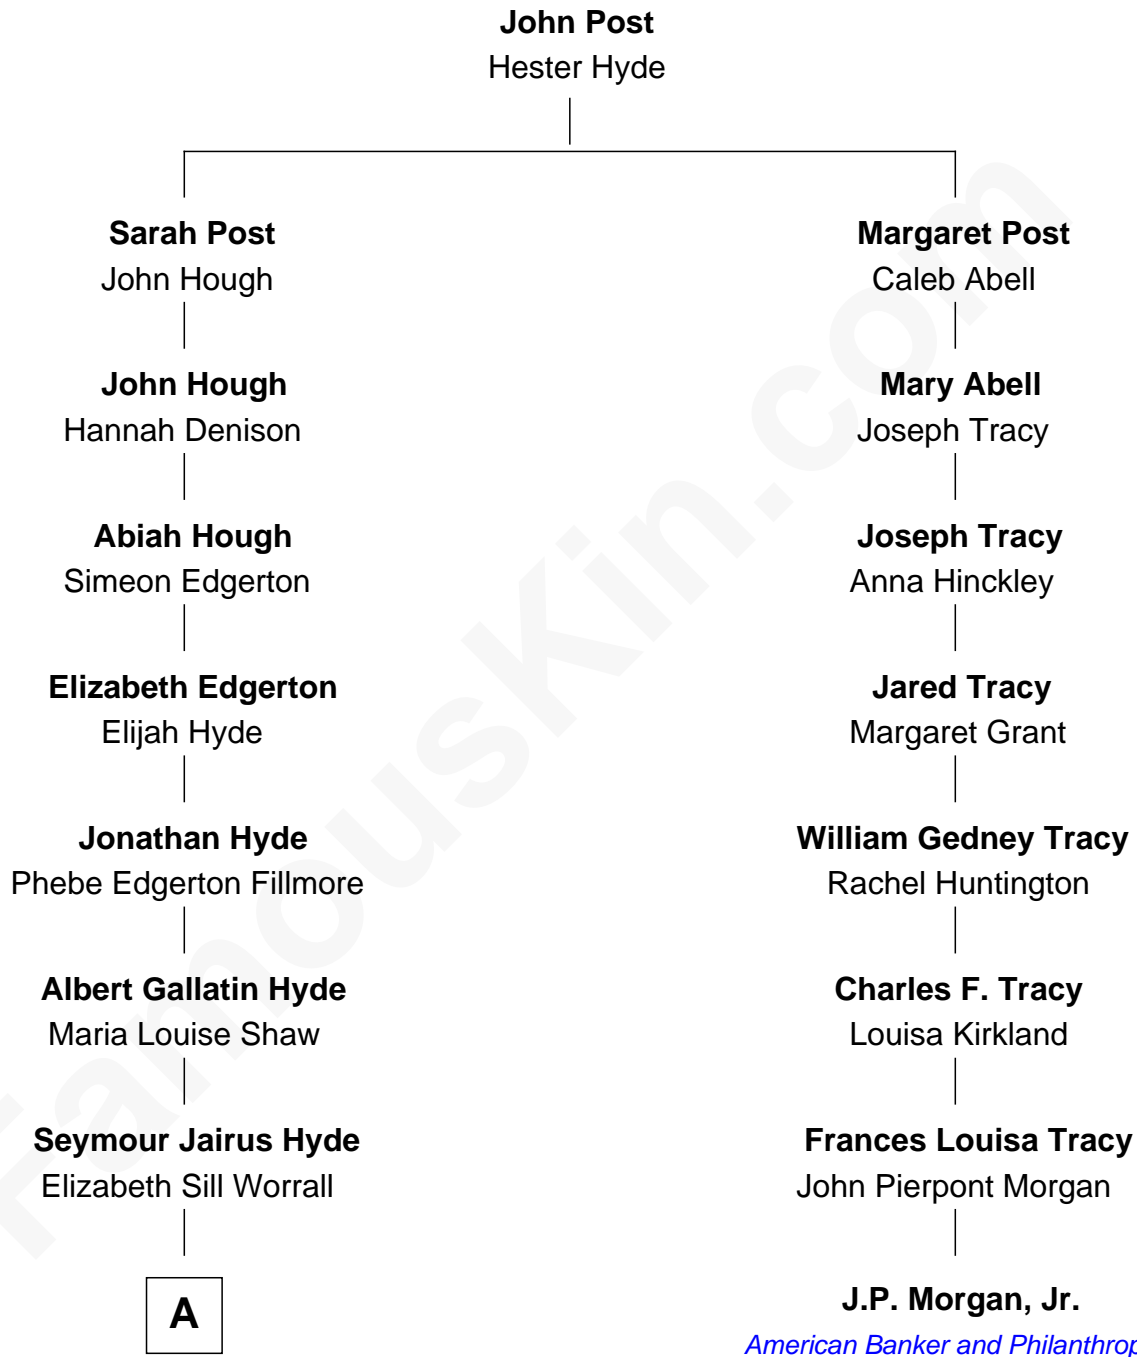 John Post
Hester Hyde
Sarah Post
John Hough
Margaret Post
Caleb Abell
John Hough
Hannah Denison
Mary Abell
Joseph Tracy
Abiah Hough
Simeon Edgerton
Joseph Tracy
Anna Hinckley
Elizabeth Edgerton
Elijah Hyde
Jared Tracy
Margaret Grant
Jonathan Hyde
Phebe Edgerton Fillmore
William Gedney Tracy
Rachel Huntington
Albert Gallatin Hyde
Maria Louise Shaw
Charles F. Tracy
Louisa Kirkland
Seymour Jairus Hyde
Elizabeth Sill Worrall
Frances Louisa Tracy
John Pierpont Morgan
A
J.P. Morgan, Jr.
American Banker and Philanthrop
FamousKin.com